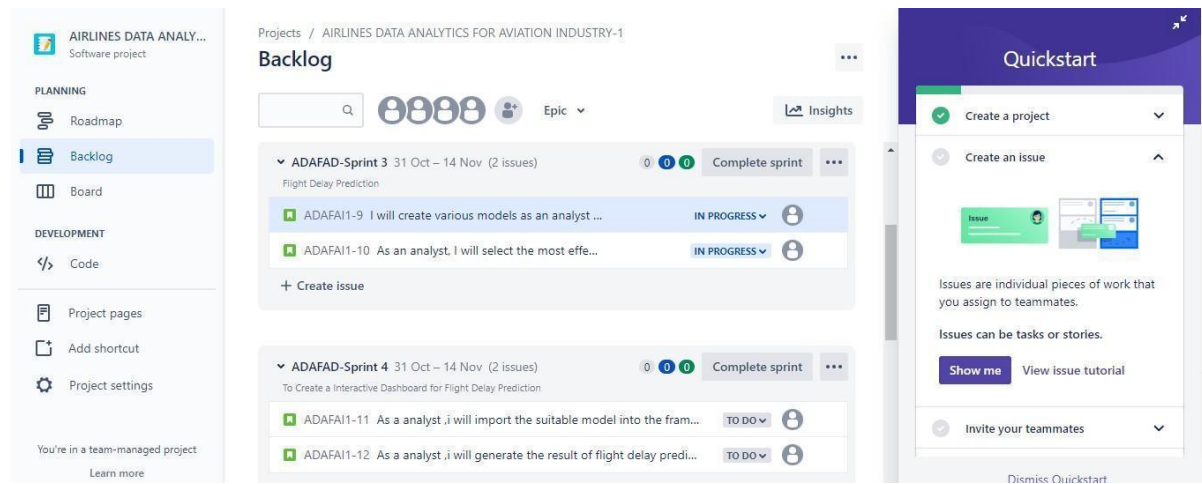 AIRLINES DATA ANALY...
Software project
PLANNING
Roadmap
Backlog
Board
DEVELOPMENT
Code
Project pages
Add shortcut
Project settings
You're in a team-managed project
Learn more
Projects / AIRLINES DATA ANALYTICS FOR AVIATION INDUSTRY-1
Backlog
Epic
Insights
ADAFAD-Sprint 3 31 Oct – 14 Nov (2 issues) 0 0 0 Complete sprint
Flight Delay Prediction
ADAFAI1-9 I will create various models as an analyst ... IN PROGRESS
ADAFAI1-10 As an analyst, I will select the most effe... IN PROGRESS
+ Create issue
ADAFAD-Sprint 4 31 Oct – 14 Nov (2 issues) 0 0 0 Complete sprint
To Create a Interactive Dashboard for Flight Delay Prediction
ADAFAI1-11 As a analyst ,i will import the suitable model into the fram... TO DO
ADAFAI1-12 As a analyst ,i will generate the result of flight delay predi... TO DO
Quickstart
Create a project
Create an issue
Issue
Issues are individual pieces of work that
you assign to teammates.
Issues can be tasks or stories.
Show me View issue tutorial
Invite your teammates
Dismiss Quickstart